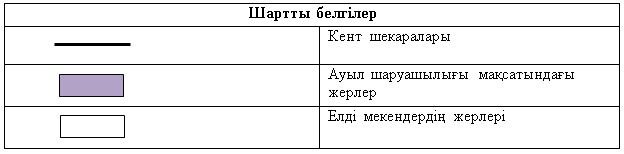 Шартты белгілер
Кент шекаралары
Ауыл шаруашылығы мақсатындағы
жерлер
Елді мекендердің жерлері